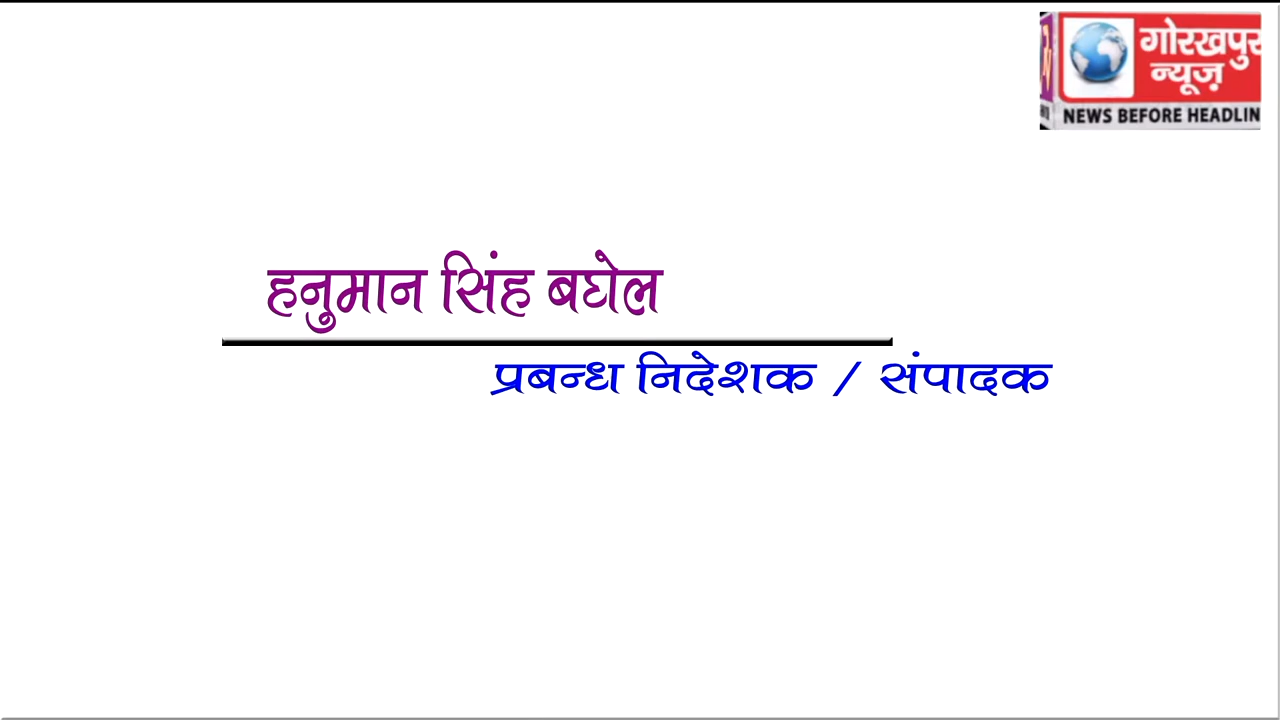 गोरखपुर
न्यूज़
NEWS BEFORE HEADLIN
हनुमान सिंह बघेल
प्रबन्ध निदेशक / संपादक